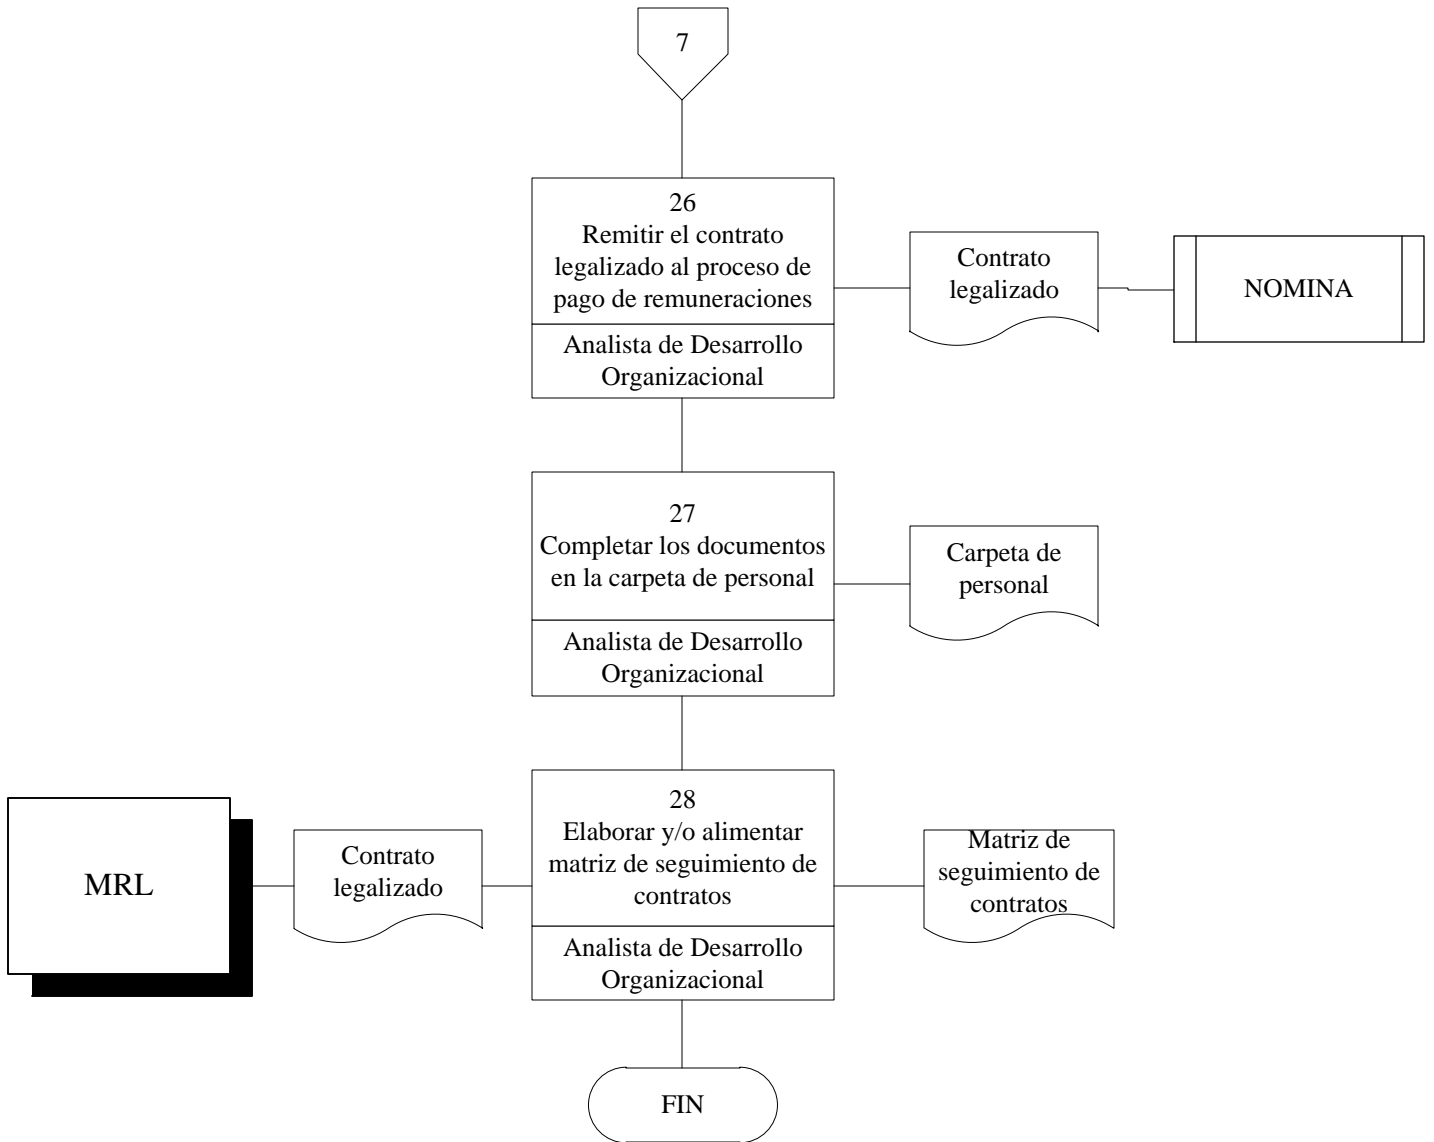 7
26
Remitir el contrato
legalizado al proceso de
pago de remuneraciones
Analista de Desarrollo
Organizacional
Contrato
legalizado
NOMINA
27
Completar los documentos
en la carpeta de personal
Analista de Desarrollo
Organizacional
Carpeta de
personal
MRL
Contrato
legalizado
28
Elaborar y/o alimentar
matriz de seguimiento de
contratos
Analista de Desarrollo
Organizacional
Matriz de
seguimiento de
contratos
FIN